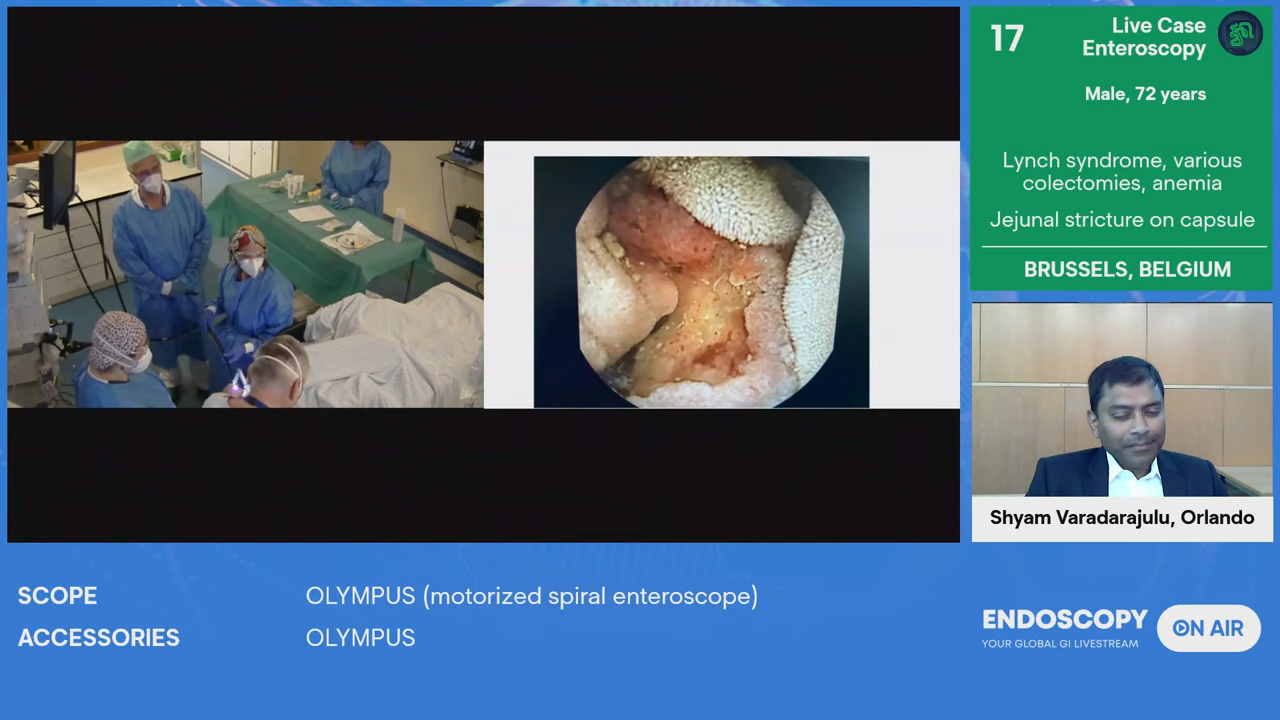 17
Live Case
Enteroscopy
Male, 72 years
Lynch syndrome, various
colectomies, anemia
Jejunal stricture on capsule
BRUSSELS, BELGIUM
Shyam Varadarajulu, Orlando
SCOPE OLYMPUS (motorized spiral enteroscope)
ACCESSORIES OLYMPUS
ENDOSCOPY
YOUR GLOBAL GI LIVESTREAM
ON AIR